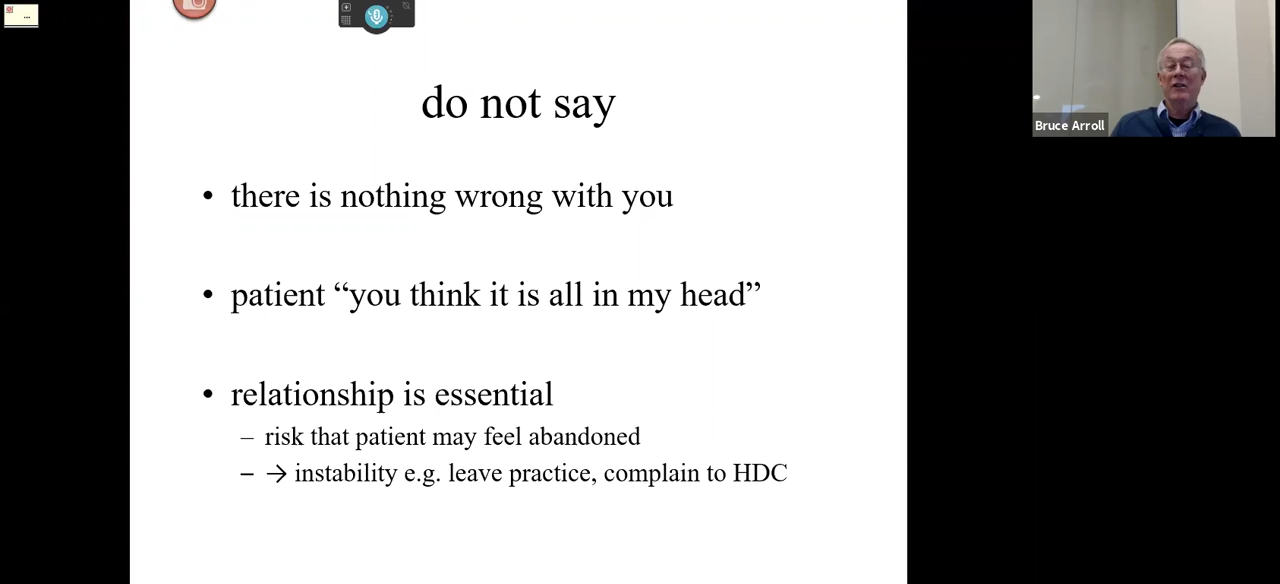 do not say
• there is nothing wrong with you
• patient “you think it is all in my head”
• relationship is essential
– risk that patient may feel abandoned
– → instability e.g. leave practice, complain to HDC
Bruce Arroll